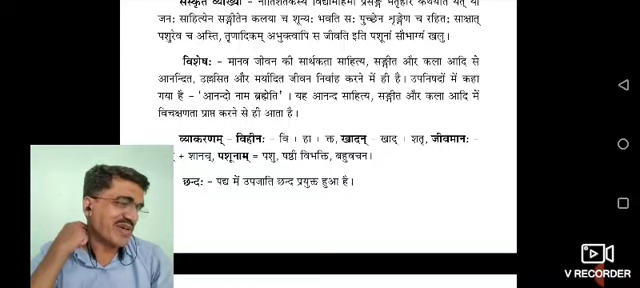 संस्कृत व्याख्या – नीतिशतकस्य विद्यामहिमा प्रसङ्गे भर्तृहरिः कथयति यत् यो
जनः साहित्येन सङ्गीतेन कलया च शून्यः भवति सः पुच्छेन शृङ्गेण च रहितः साक्षात्
पशुरेव च अस्ति, तृणादिकम् अभुक्त्वापि स जीवति इति पशूनां सौभाग्यं खलु।
विशेषः - मानव जीवन की सार्थकता साहित्य, सङ्गीत और कला आदि से
आनन्दित, उल्लसित और मर्यादित जीवन निर्वाह करने में ही है। उपनिषदों में कहा
गया है – 'आनन्दो नाम ब्रह्मेति'। यह आनन्द साहित्य, सङ्गीत और कला आदि में
विचक्षणता प्राप्त करने से ही आता है।
व्याकरणम् – विहीनः - वि । हा । क्त, खादन् – खाद् । शतृ, जीवमानः -
+ शानच्, पशूनाम् = पशु, षष्ठी विभक्ति, बहुवचन।
छन्दः - पद्य में उपजाति छन्द प्रयुक्त हुआ है।
V RECORDER